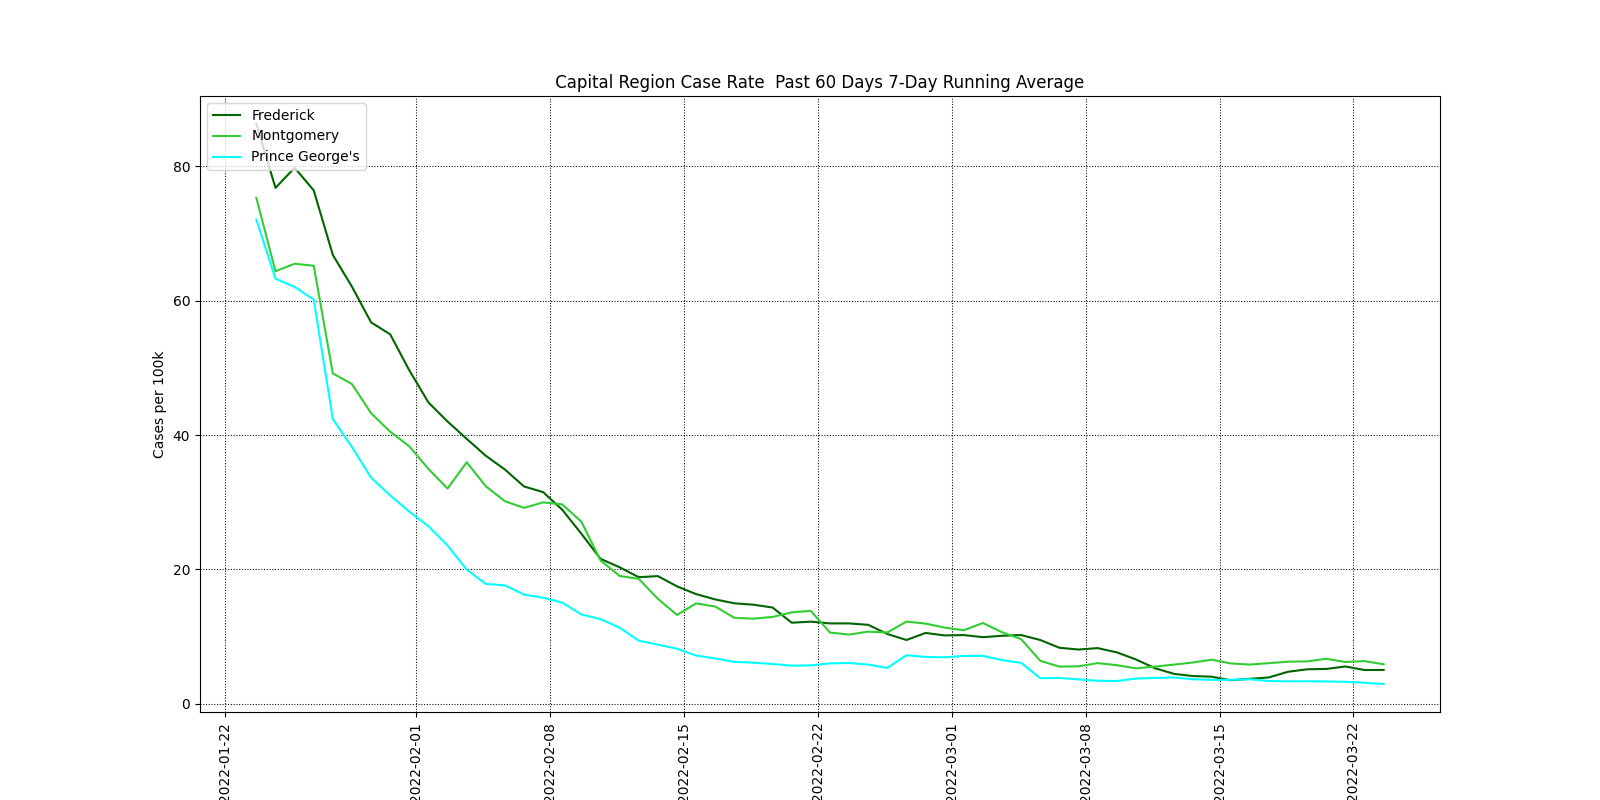 Capital Region Case Rate  Past 60 Days 7-Day Running Average
Frederick
Montgomery
Prince George's
Cases per 100k
80
60
40
20
0
2022-01-22
2022-02-01
2022-02-08
2022-02-15
2022-02-22
2022-03-01
2022-03-08
2022-03-15
2022-03-22